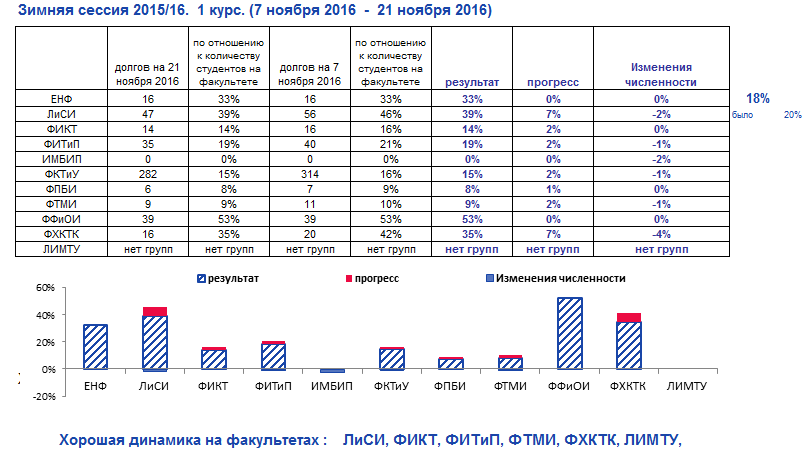 Зимняя сессия 2015/16. 1 курс. (7 ноября 2016 - 21 ноября 2016)
долгов на 21 ноября 2016 по отношению к количеству студентов на факультете долгов на 7 ноября 2016 по отношению к количеству студентов на факультете результат прогресс Изменения численности
ЕНФ 16 33% 16 33% 33% 0% 0% 18%
ЛиСИ 47 39% 56 46% 39% 7% -2% было 20%
ФИКТ 14 14% 16 16% 14% 2% 0%
ФИТиП 35 19% 40 21% 19% 2% -1%
ИМБИП 0 0% 0 0% 0% 0% -2%
ФКТиУ 282 15% 314 16% 15% 2% -1%
ФПБИ 6 8% 7 9% 8% 1% 0%
ФТМИ 9 9% 11 10% 9% 2% -1%
ФФиОИ 39 53% 39 53% 53% 0% 0%
ФХКТК 16 35% 20 42% 35% 7% -4%
ЛИМТУ нет групп нет групп нет групп нет групп нет групп нет групп нет групп
результат прогресс Изменения численности
60%
40%
20%
0%
-20%
ЕНФ ЛиСИ ФИКТ ФИТиП ИМБИП ФКТиУ ФПБИ ФТМИ ФФиОИ ФХКТК ЛИМТУ
Хорошая динамика на факультетах : ЛиСИ, ФИКТ, ФИТиП, ФТМИ, ФХКТК, ЛИМТУ,